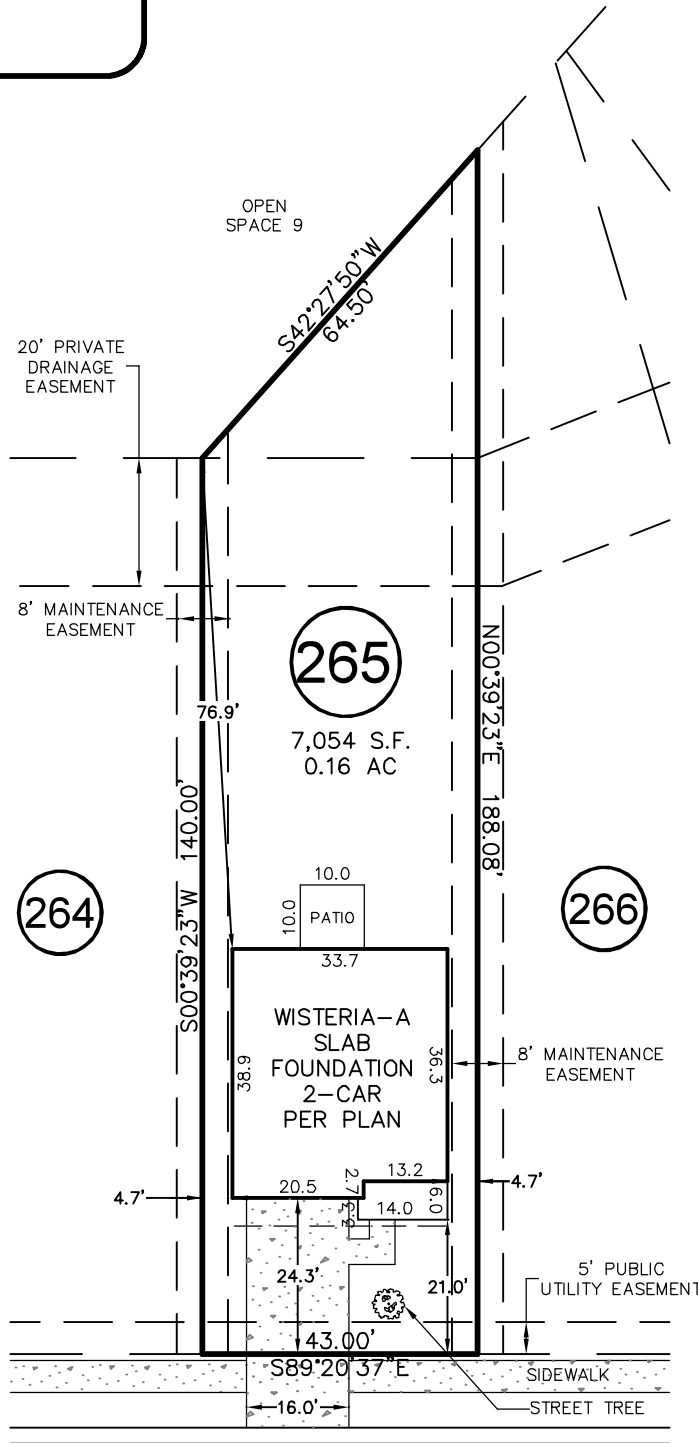 OPEN
SPACE 9
S42°27'50"W
64.50'
20' PRIVATE
DRAINAGE
EASEMENT
8' MAINTENANCE
EASEMENT
265
7,054 S.F.
0.16 AC
N00°39'23"E 188.08'
76.9'
S00°39'23"W 140.00'
264
266
10.0
10.0
PATIO
33.7
WISTERIA-A
SLAB
FOUNDATION
2-CAR
PER PLAN
38.9
36.3
8' MAINTENANCE
EASEMENT
4.7'
20.5
2.7
13.2
6.0
14.0
4.7'
24.3'
21.0'
5' PUBLIC
UTILITY EASEMENT
43.00'
S89°20'37"E
SIDEWALK
STREET TREE
16.0'